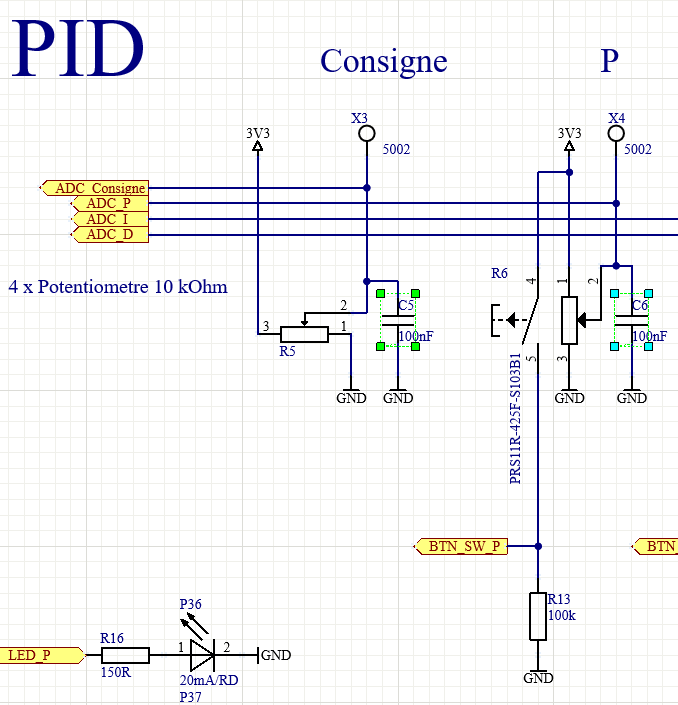 PID
Consigne
P
X3
X4
3V3
3V3
5002
5002
ADC_Consigne
ADC_P
ADC_I
ADC_D
4 x Potentiometre 10 kOhm
R6
4
1
2
2
C5
C6
3
1
100nF
100nF
R5
5
3
PRS11R-425F-S103B1
GND
GND
GND
GND
BTN_SW_P
BTN_
R13
100k
P36
R16
1
2
LED_P
GND
150R
20mA/RD
GND
P37